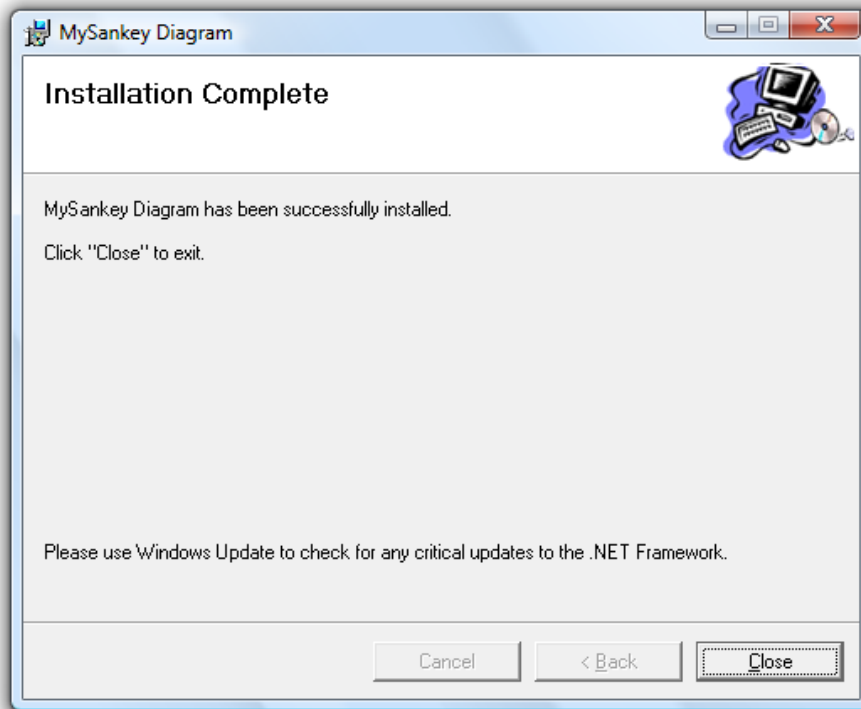 MySankey Diagram
Installation Complete
MySankey Diagram has been successfully installed.
Click "Close" to exit.
Please use Windows Update to check for any critical updates to the .NET Framework.
Cancel
< Back
Close